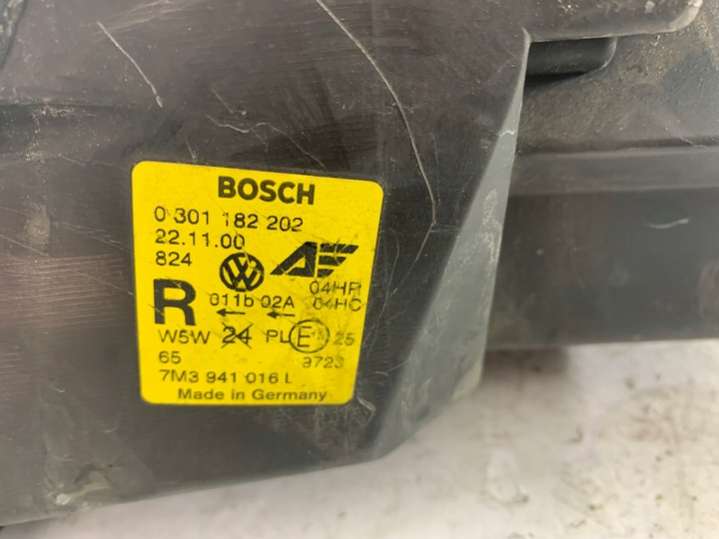 BOSCH
0 301 182 202
22.11.00
824
04HR
R 011b 02A 04HC
W5W 24 PL E 25
65 9723
7M3 941 016 L
Made in Germany